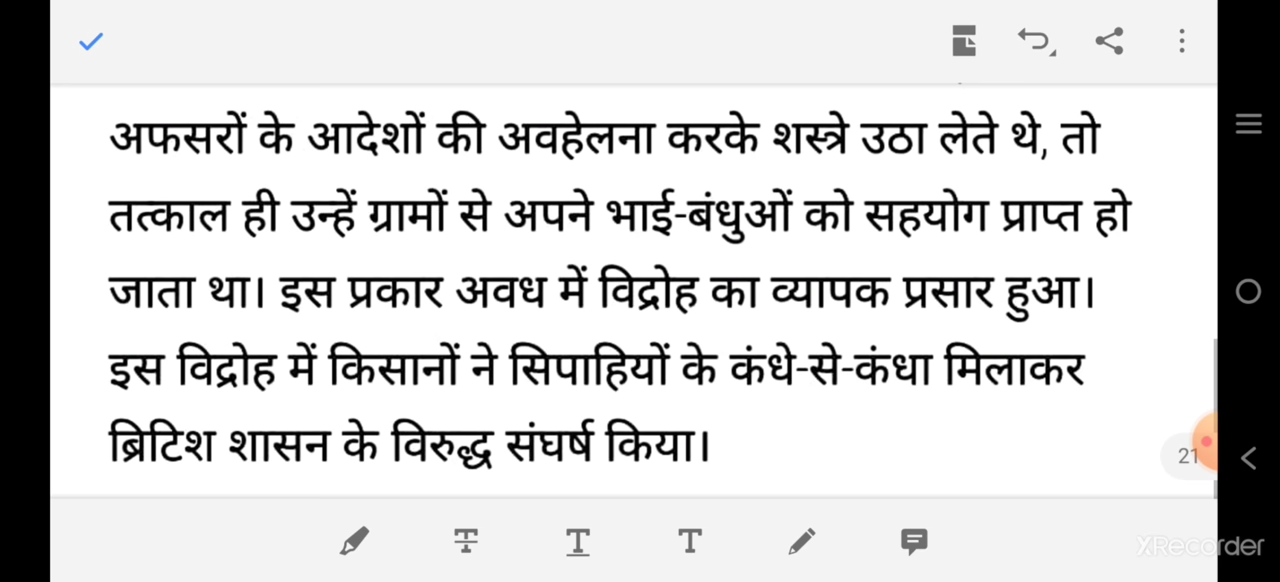 अफसरों के आदेशों की अवहेलना करके शस्त्रे उठा लेते थे, तो
तत्काल ही उन्हें ग्रामों से अपने भाई-बंधुओं को सहयोग प्राप्त हो
जाता था। इस प्रकार अवध में विद्रोह का व्यापक प्रसार हुआ।
इस विद्रोह में किसानों ने सिपाहियों के कंधे-से-कंधा मिलाकर
ब्रिटिश शासन के विरुद्ध संघर्ष किया।
21
XRecorder